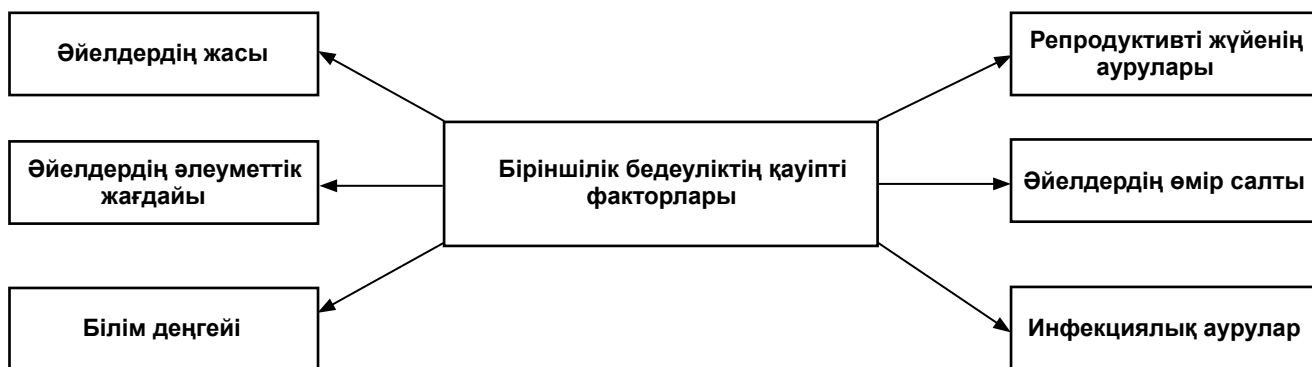 Әйелдердің жасы
Репродуктивті жүйенің
аурулары
Әйелдердің әлеуметтік
жағдайы
Біріншілік бедеуліктің қауіпті
факторлары
Әйелдердің өмір салты
Білім деңгейі
Инфекциялық аурулар